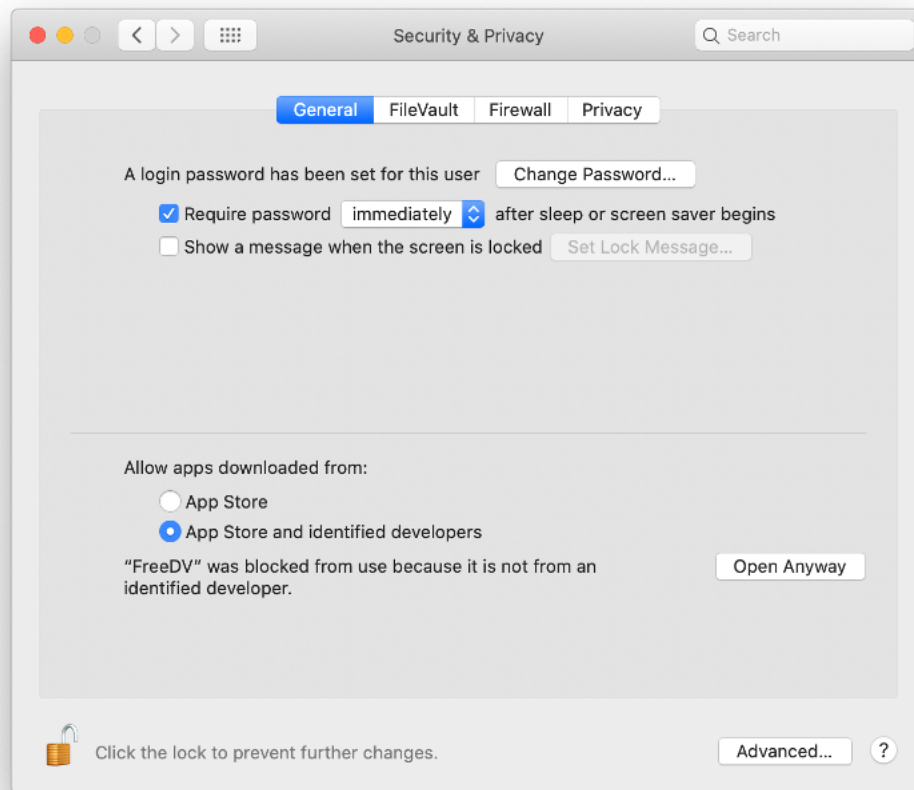 Security & Privacy
Search
General FileVault Firewall Privacy
A login password has been set for this user Change Password...
Require password immediately after sleep or screen saver begins
Show a message when the screen is locked Set Lock Message...
Allow apps downloaded from:
App Store
App Store and identified developers
“FreeDV” was blocked from use because it is not from an Open Anyway
identified developer.
Click the lock to prevent further changes. Advanced... ?